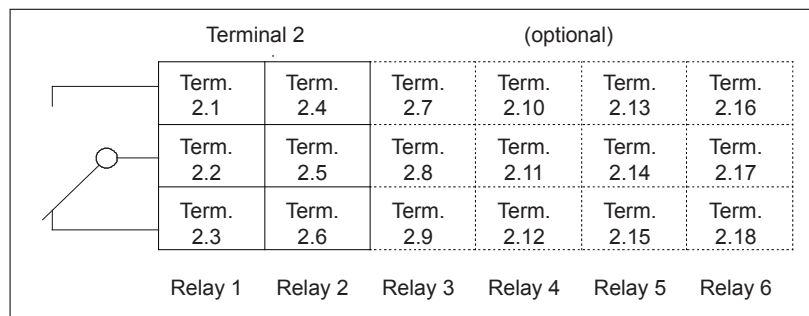 Terminal 2 (optional)
Term. Term. Term. Term. Term. Term.
2.1 2.4 2.7 2.10 2.13 2.16
Term. Term. Term. Term. Term. Term.
2.2 2.5 2.8 2.11 2.14 2.17
Term. Term. Term. Term. Term. Term.
2.3 2.6 2.9 2.12 2.15 2.18
Relay 1 Relay 2 Relay 3 Relay 4 Relay 5 Relay 6